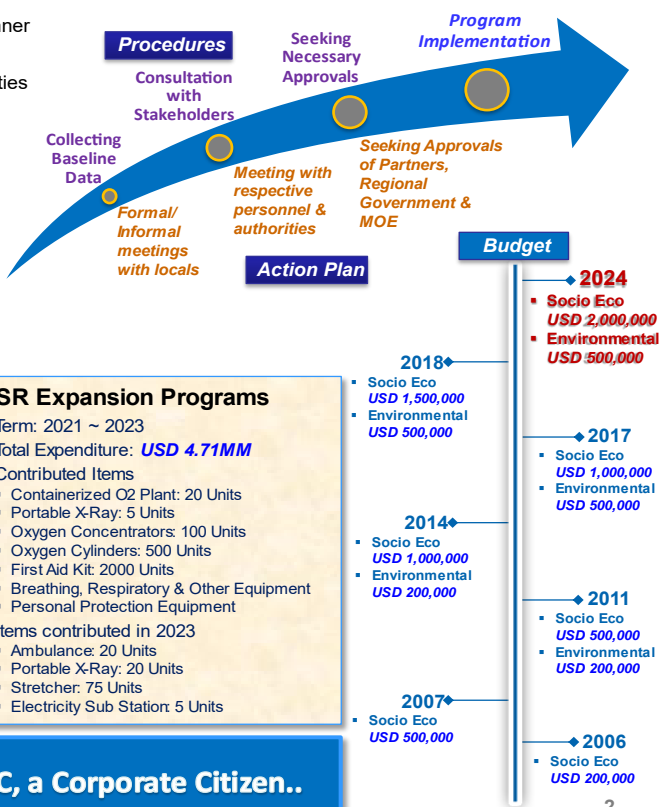 ner
ties
Procedures
Collecting
Baseline
Data
Consultation
with
Stakeholders
Seeking
Necessary
Approvals
Program
Implementation
Formal/
Informal
meetings
with locals
Meeting with
respective
personnel &
authorities
Seeking Approvals
of Partners,
Regional
Government &
MOE
Action Plan
Budget
2024
▪ Socio Eco
USD 2,000,000
▪ Environmental
USD 500,000
2018
▪ Socio Eco
USD 1,500,000
▪ Environmental
USD 500,000
2017
▪ Socio Eco
USD 1,000,000
▪ Environmental
USD 500,000
2014
▪ Socio Eco
USD 1,000,000
▪ Environmental
USD 200,000
2011
▪ Socio Eco
USD 500,000
▪ Environmental
USD 200,000
2007
▪ Socio Eco
USD 500,000
2006
▪ Socio Eco
USD 200,000
SR Expansion Programs
Term: 2021 ~ 2023
Total Expenditure: USD 4.71MM
Contributed Items
Containerized O2 Plant: 20 Units
Portable X-Ray: 5 Units
Oxygen Concentrators: 100 Units
Oxygen Cylinders: 500 Units
First Aid Kit: 2000 Units
Breathing, Respiratory & Other Equipment
Personal Protection Equipment
Items contributed in 2023
Ambulance: 20 Units
Portable X-Ray: 20 Units
Stretcher: 75 Units
Electricity Sub Station: 5 Units
C, a Corporate Citizen..
2